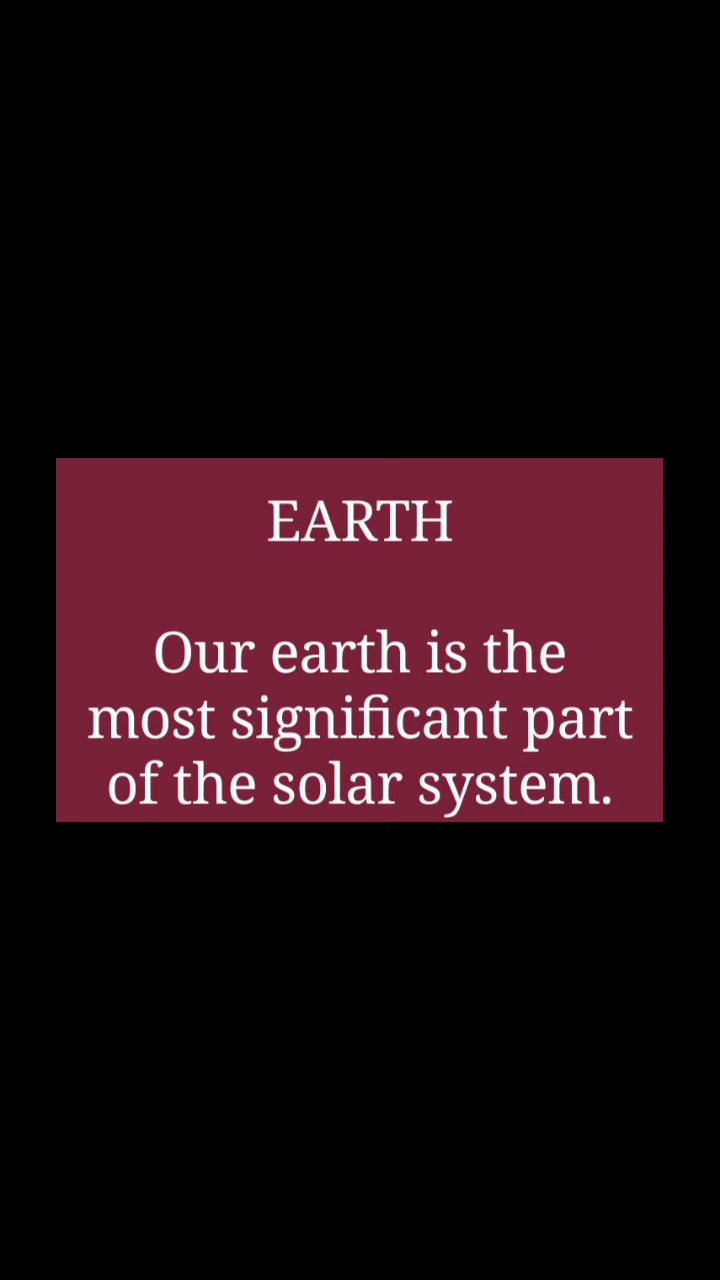 EARTH
Our earth is the
most significant part
of the solar system.